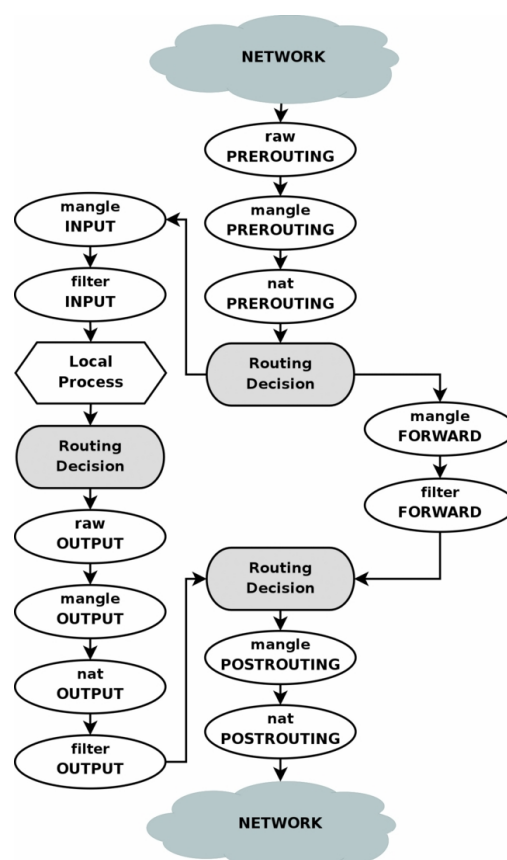 NETWORK
raw
PREROUTING
mangle
PREROUTING
nat
PREROUTING
Routing
Decision
mangle
INPUT
filter
INPUT
Local
Process
Routing
Decision
raw
OUTPUT
mangle
OUTPUT
nat
OUTPUT
filter
OUTPUT
mangle
FORWARD
filter
FORWARD
Routing
Decision
mangle
POSTROUTING
nat
POSTROUTING
NETWORK